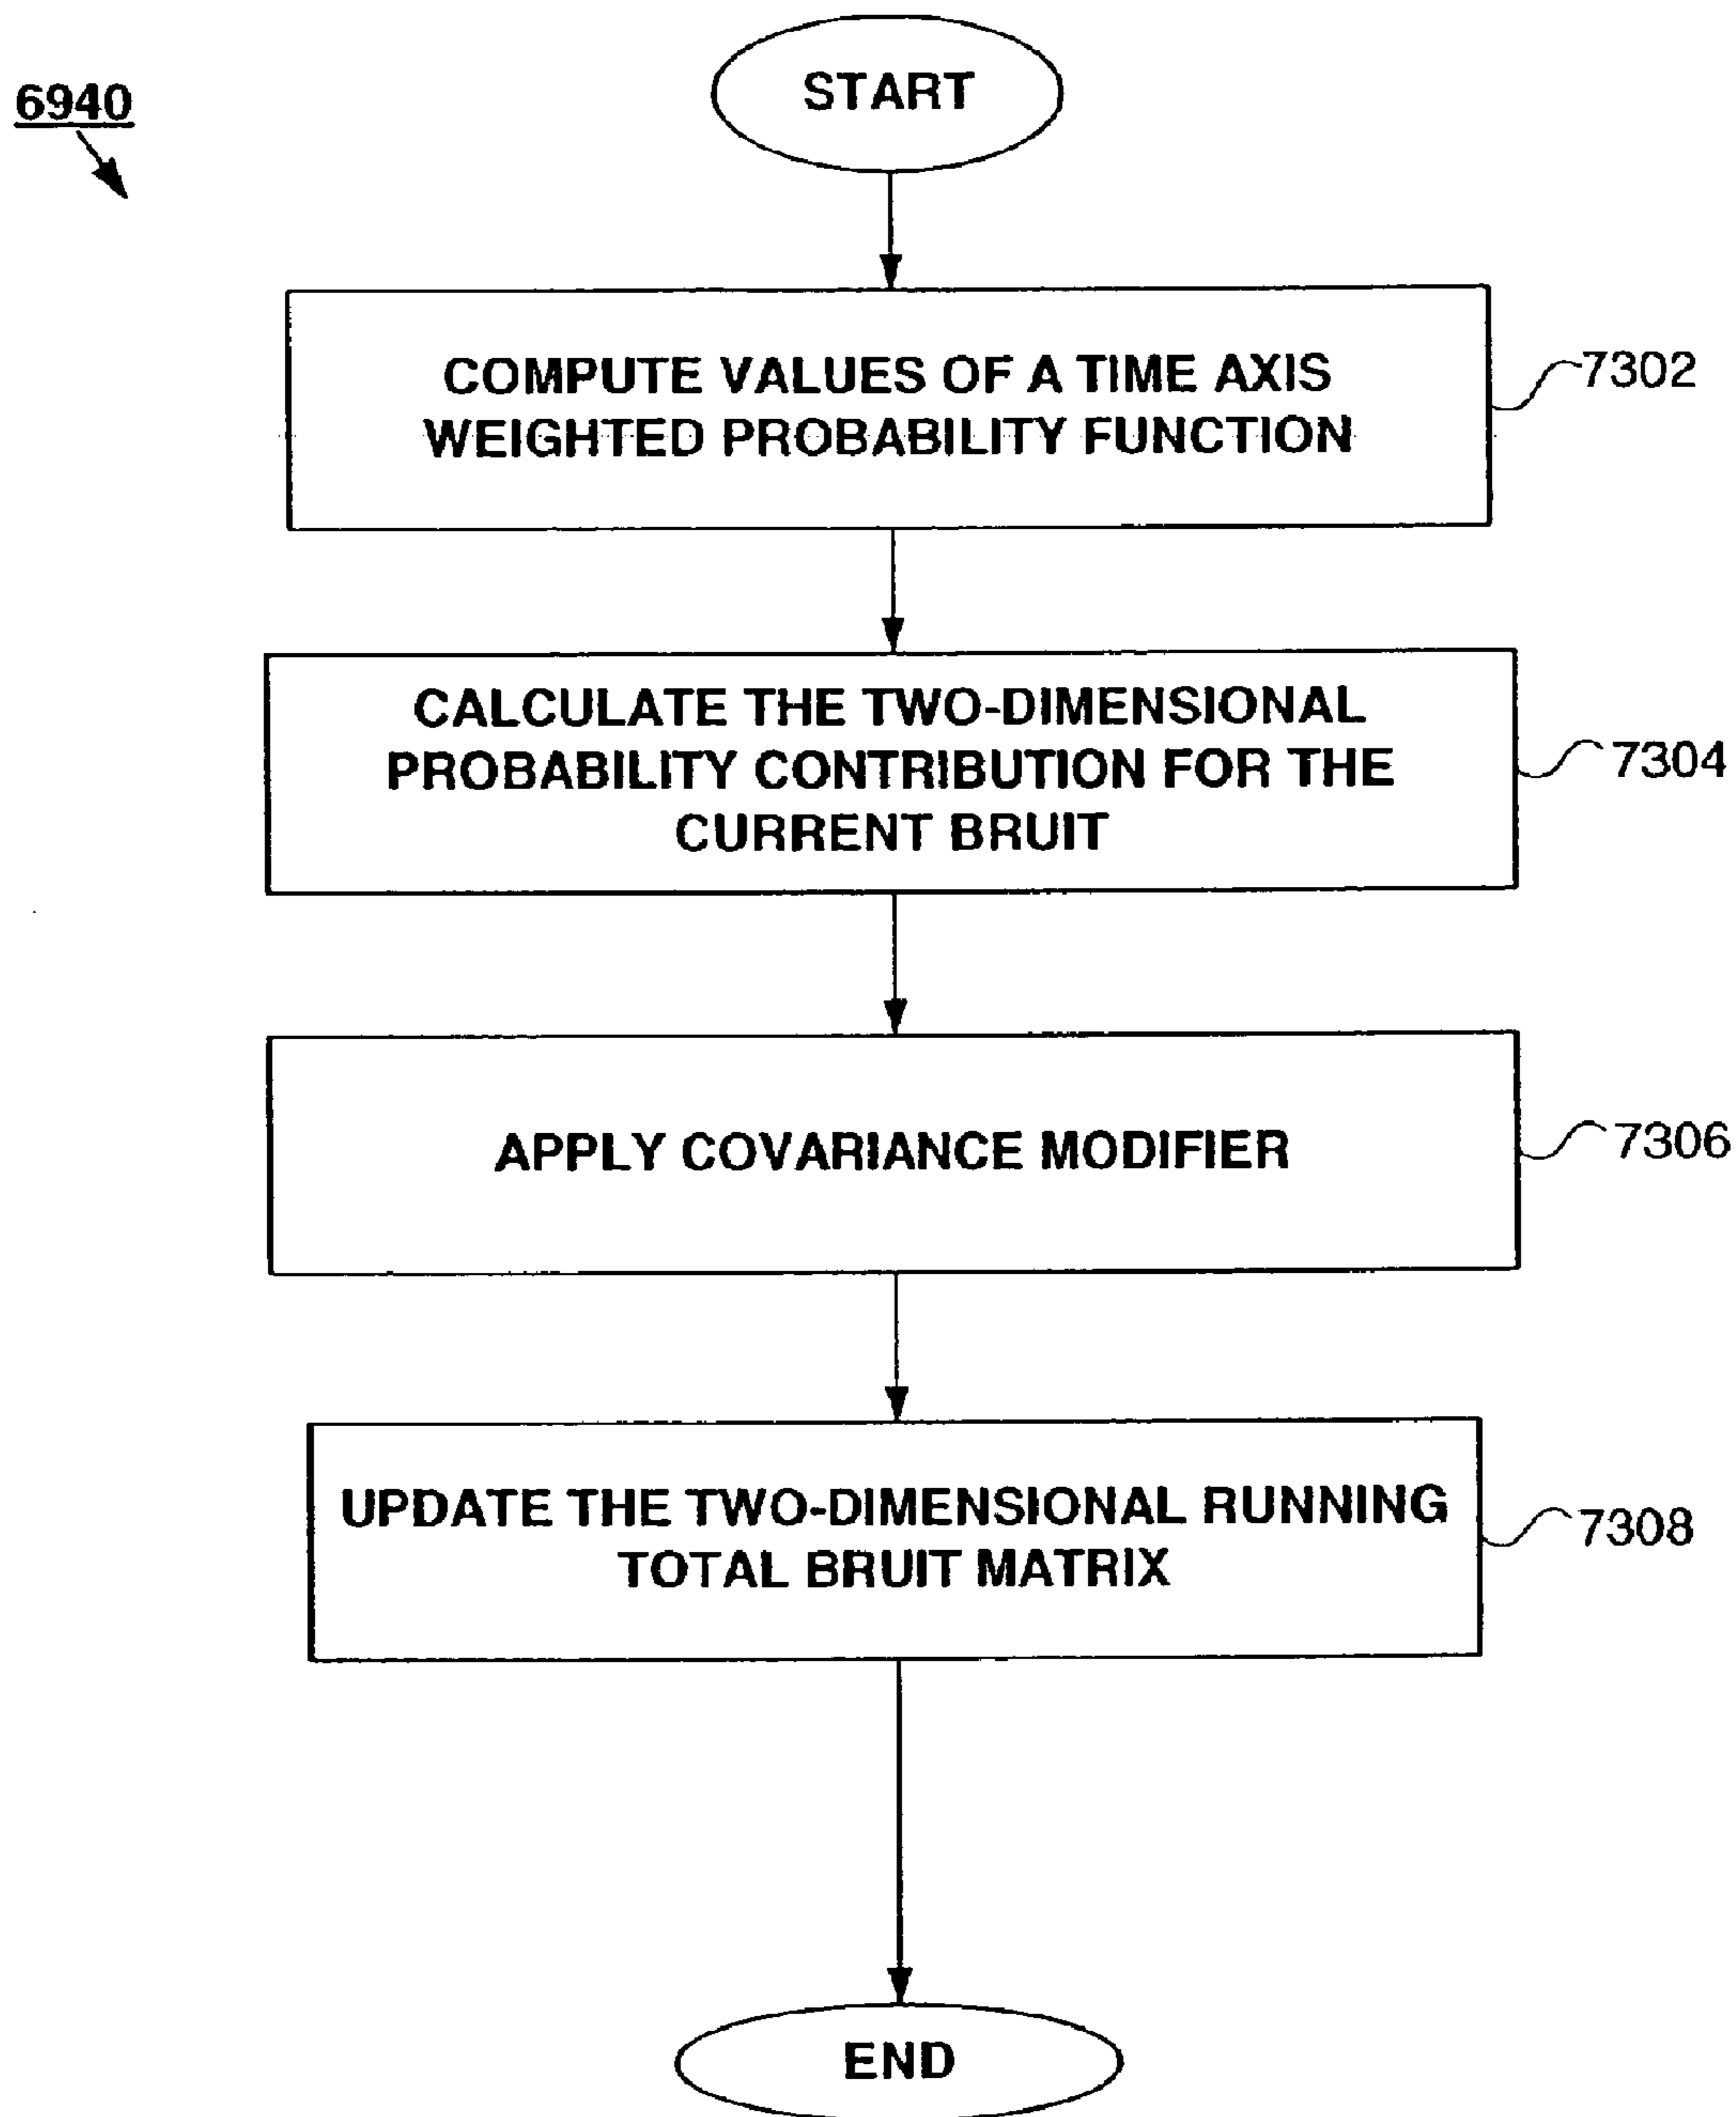 START
6940
COMPUTE VALUES OF A TIME AXIS
WEIGHTED PROBABILITY FUNCTION
7302
CALCULATE THE TWO-DIMENSIONAL
PROBABILITY CONTRIBUTION FOR THE
CURRENT BRUIT
7304
APPLY COVARIANCE MODIFIER
7306
UPDATE THE TWO-DIMENSIONAL RUNNING
TOTAL BRUIT MATRIX
7308
END